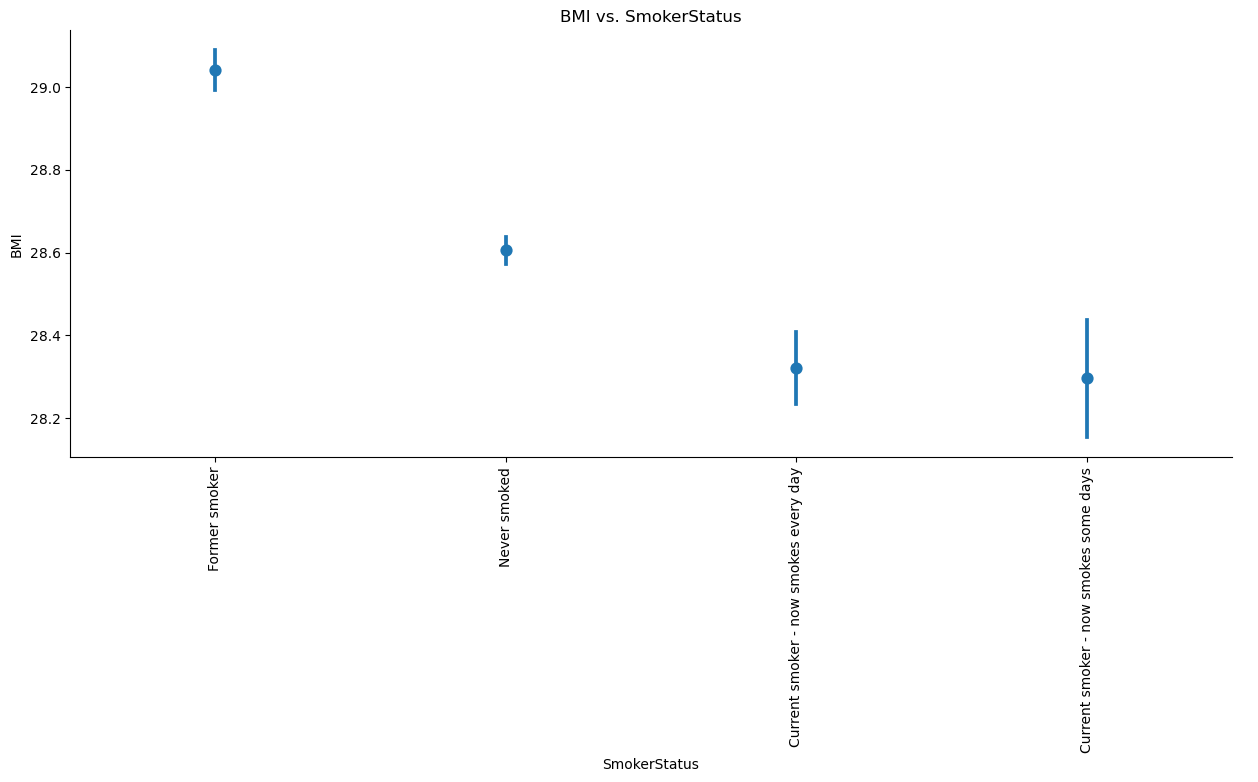 BMI vs. SmokerStatus
BMI
29.0
28.8
28.6
28.4
28.2
Former smoker
Never smoked
Current smoker - now smokes every day
Current smoker - now smokes some days
SmokerStatus